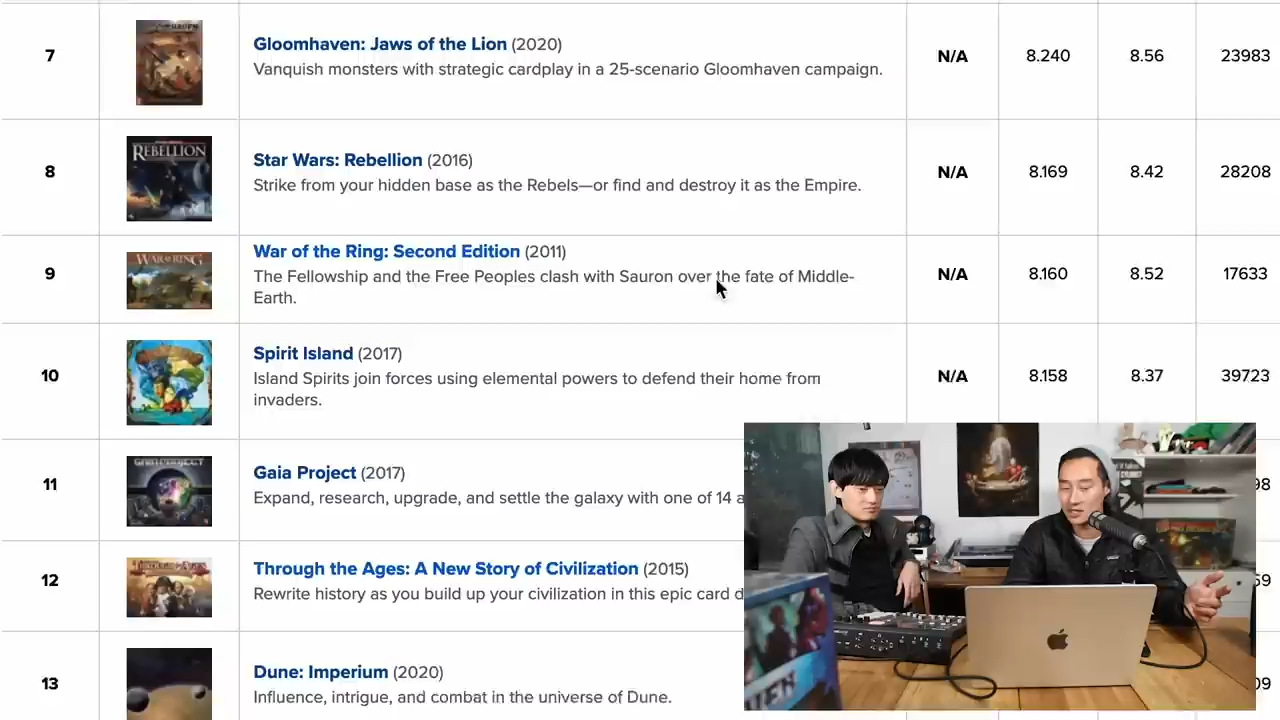 7
Gloomhaven: Jaws of the Lion (2020)
Vanquish monsters with strategic cardplay in a 25-scenario Gloomhaven campaign.
N/A
8.240
8.56
23983
8
REBELLION
Star Wars: Rebellion (2016)
Strike from your hidden base as the Rebels—or find and destroy it as the Empire.
N/A
8.169
8.42
28208
9
War of the Ring: Second Edition (2011)
The Fellowship and the Free Peoples clash with Sauron over the fate of Middle-
Earth.
N/A
8.160
8.52
17633
10
Spirit Island (2017)
Island Spirits join forces using elemental powers to defend their home from
invaders.
N/A
8.158
8.37
39723
11
GAIA PROJECT
Gaia Project (2017)
Expand, research, upgrade, and settle the galaxy with one of 14 a
12
Through the Ages: A New Story of Civilization (2015)
Rewrite history as you build up your civilization in this epic card d
13
Dune: Imperium (2020)
Influence, intrigue, and combat in the universe of Dune.